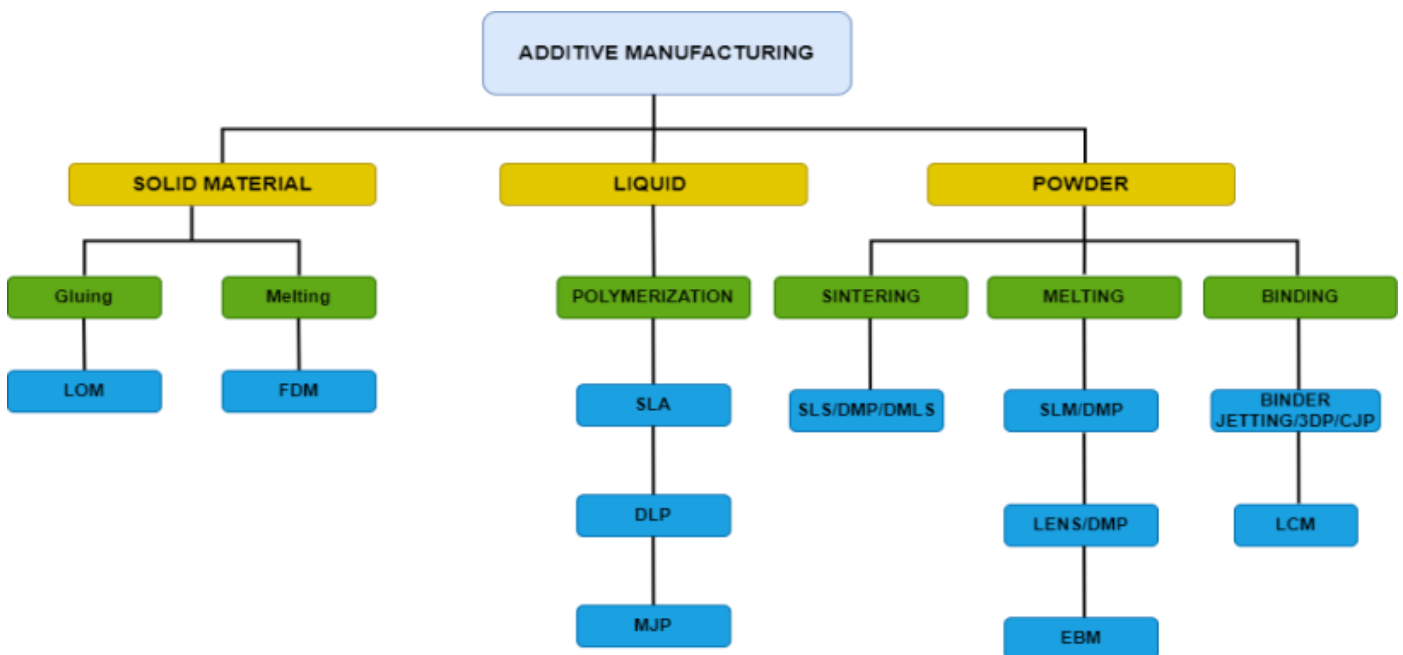 ADDITIVE MANUFACTURING
SOLID MATERIAL
LIQUID
POWDER
Gluing
Melting
POLYMERIZATION
SINTERING
MELTING
BINDING
LOM
FDM
SLA
SLS/DMP/DMLS
SLM/DMP
BINDER
JETTING/3DP/CJP
DLP
LENS/DMP
LCM
MJP
EBM